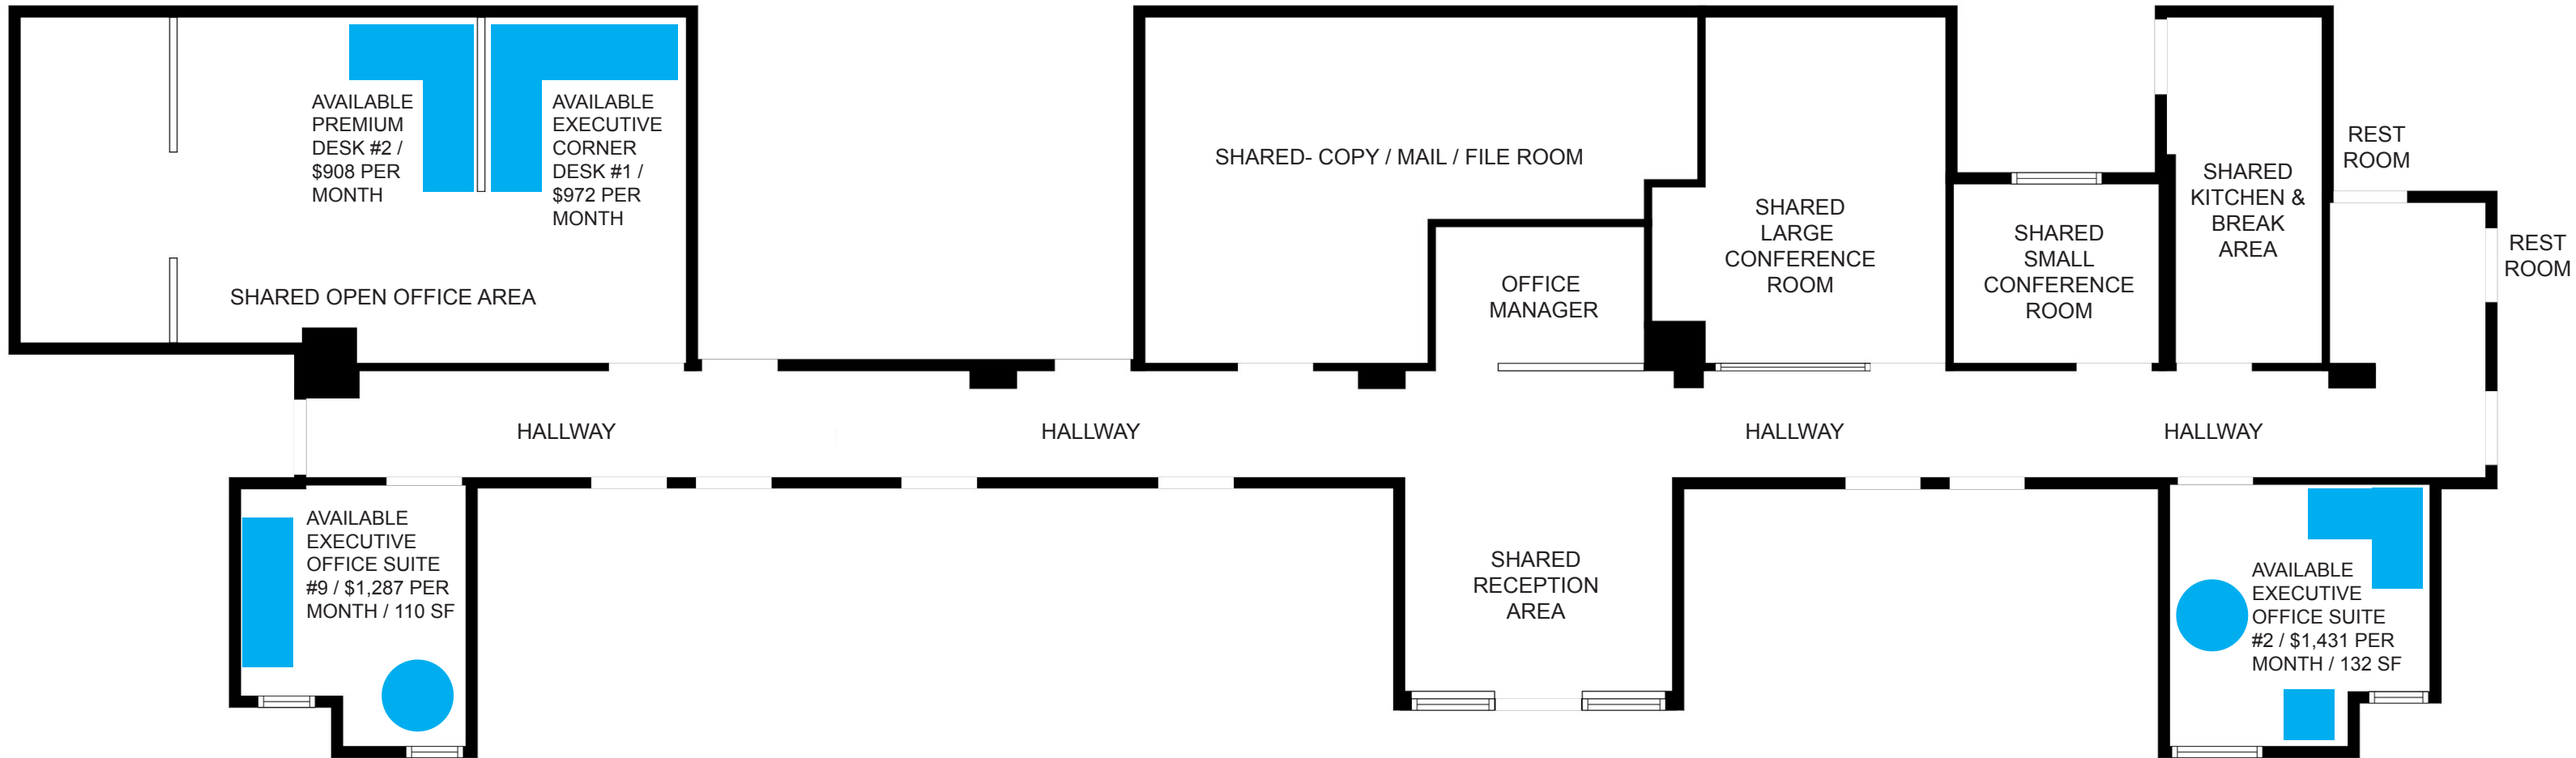 AVAILABLE
PREMIUM
DESK #2 /
$908 PER
MONTH
AVAILABLE
EXECUTIVE
CORNER
DESK #1 /
$972 PER
MONTH
SHARED OPEN OFFICE AREA
SHARED- COPY / MAIL / FILE ROOM
OFFICE
MANAGER
SHARED
LARGE
CONFERENCE
ROOM
SHARED
SMALL
CONFERENCE
ROOM
SHARED
KITCHEN &
BREAK
AREA
REST
ROOM
REST
ROOM
HALLWAY
HALLWAY
HALLWAY
HALLWAY
AVAILABLE
EXECUTIVE
OFFICE SUITE
#9 / $1,287 PER
MONTH / 110 SF
SHARED
RECEPTION
AREA
AVAILABLE
EXECUTIVE
OFFICE SUITE
#2 / $1,431 PER
MONTH / 132 SF